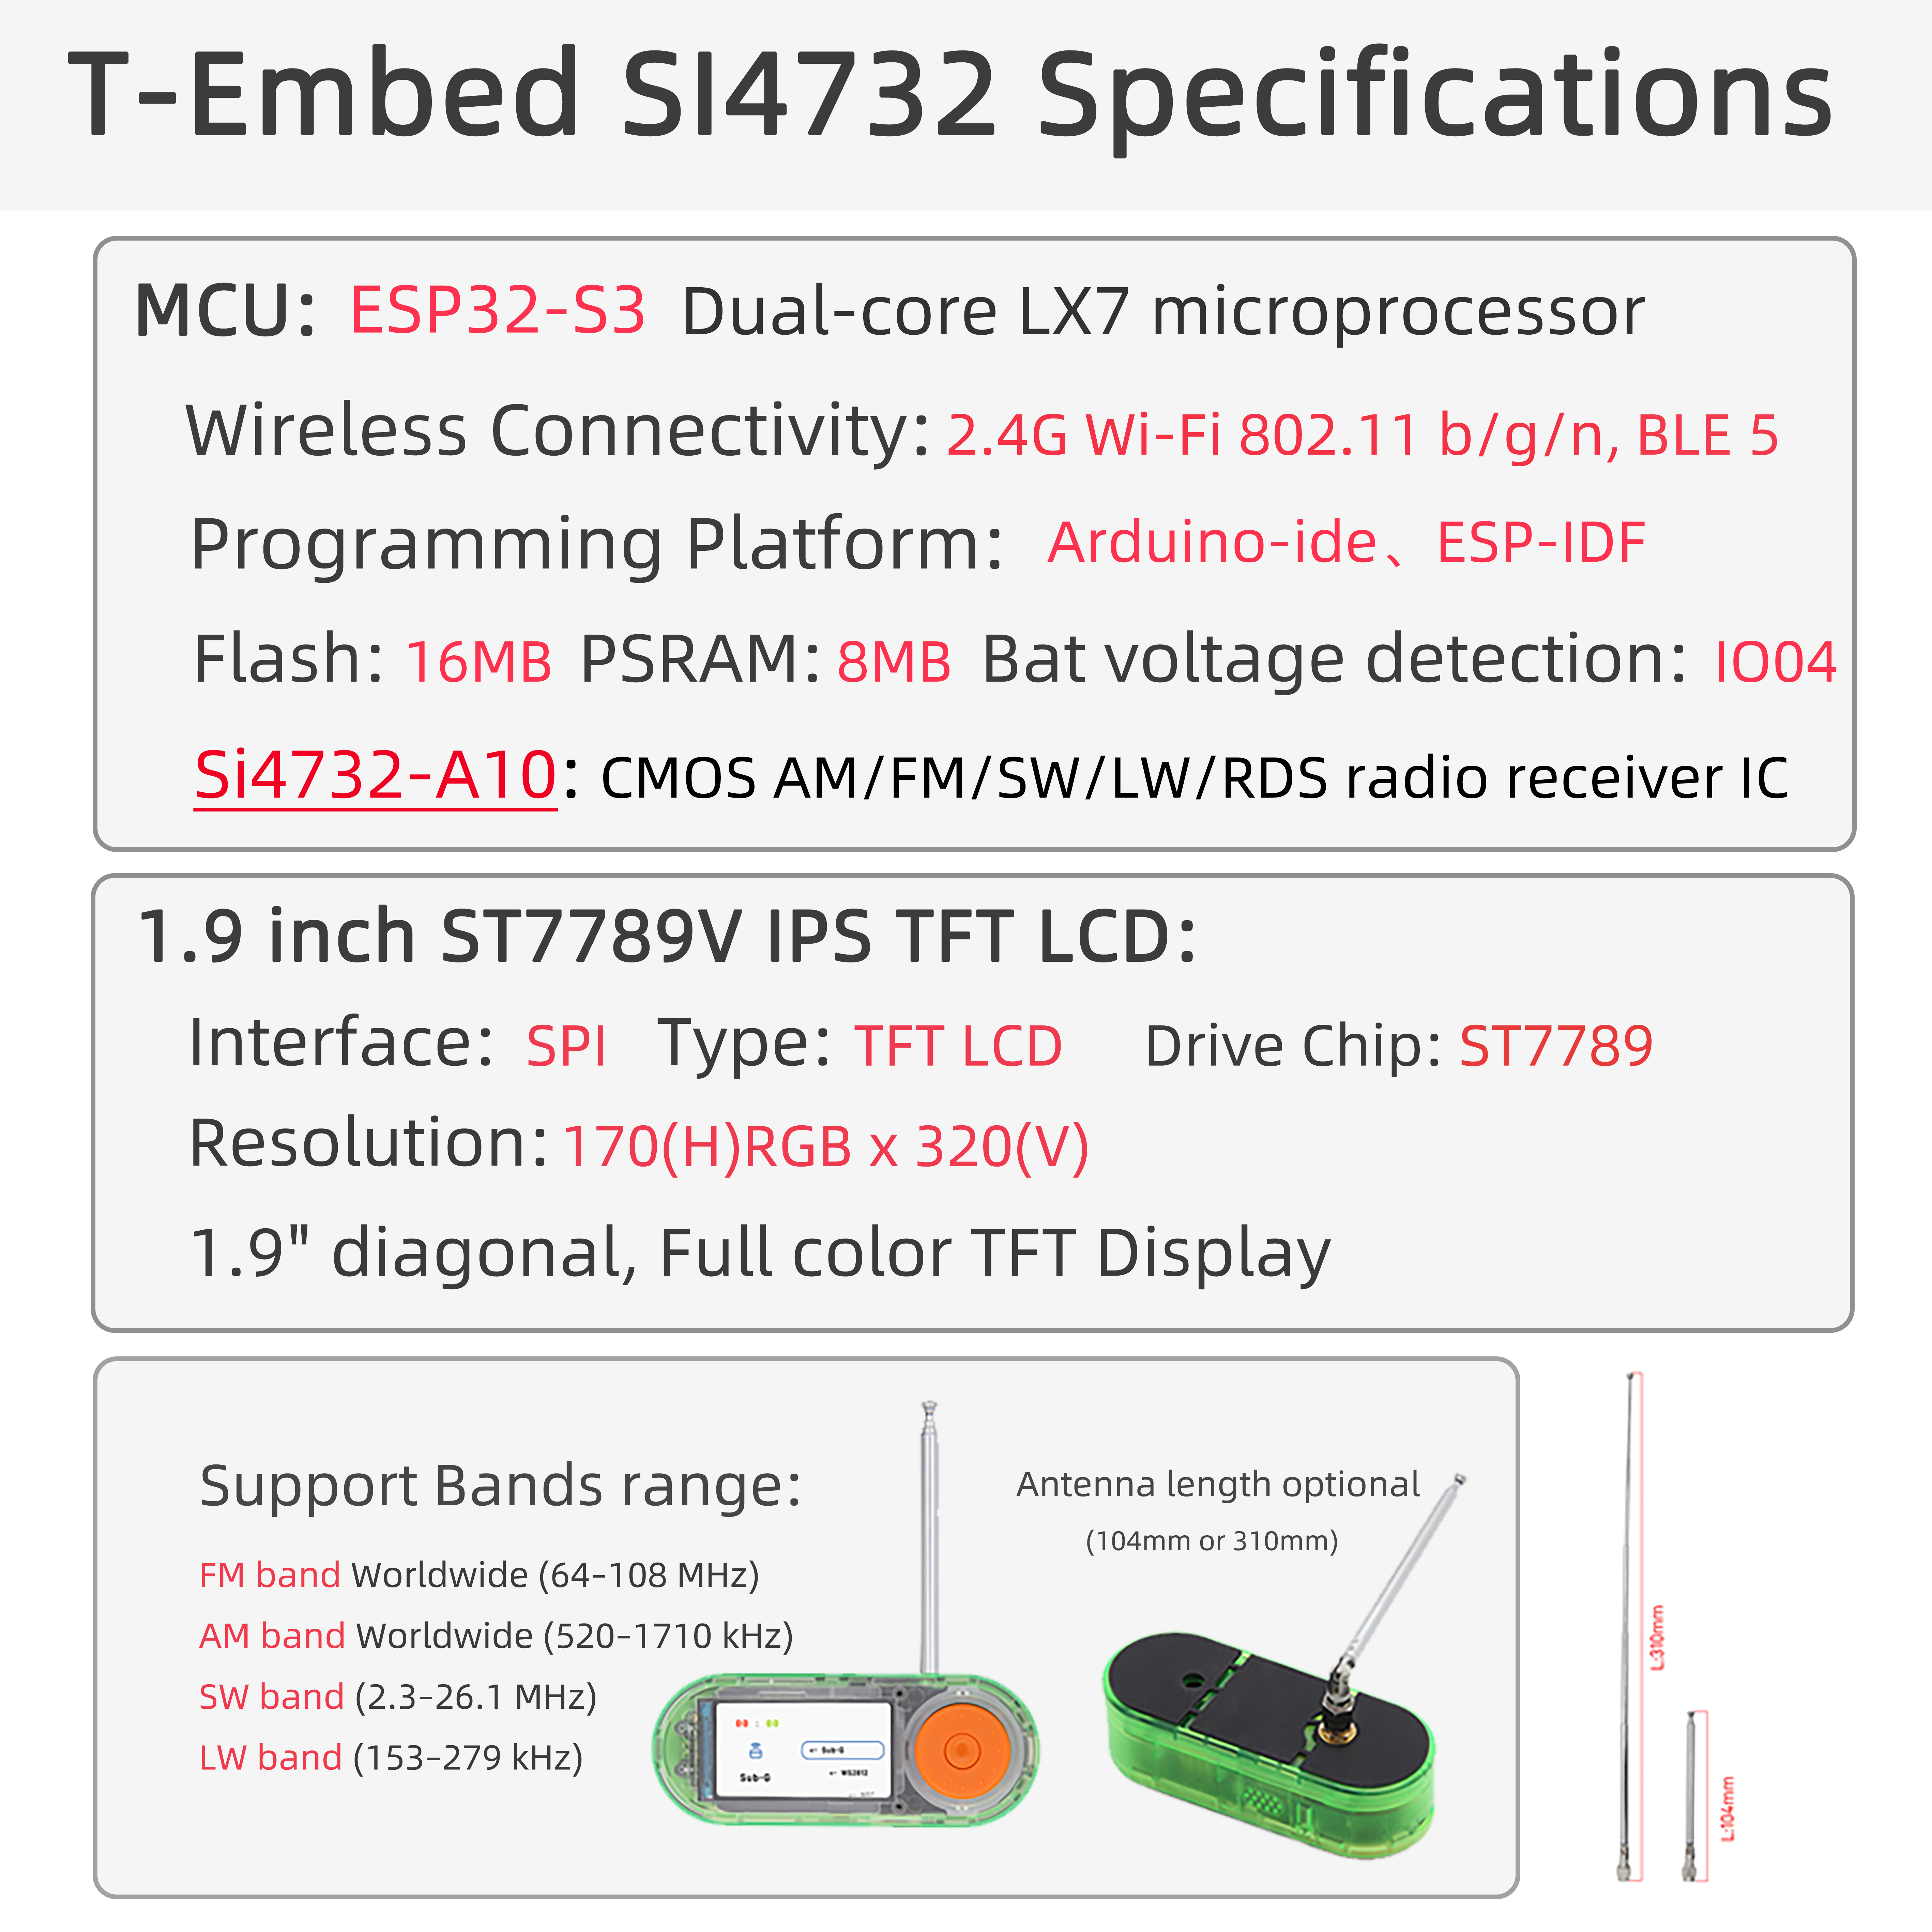 T-Embed SI4732 Specifications
MCU: ESP32-S3 Dual-core LX7 microprocessor
Wireless Connectivity: 2.4G Wi-Fi 802.11 b/g/n, BLE 5
Programming Platform: Arduino-ide、ESP-IDF
Flash: 16MB PSRAM: 8MB Bat voltage detection: IO04
Si4732-A10: CMOS AM/FM/SW/LW/RDS radio receiver IC
1.9 inch ST7789V IPS TFT LCD:
Interface: SPI Type: TFT LCD Drive Chip: ST7789
Resolution: 170(H)RGB x 320(V)
1.9" diagonal, Full color TFT Display
Support Bands range:
FM band Worldwide (64-108 MHz)
AM band Worldwide (520-1710 kHz)
SW band (2.3-26.1 MHz)
LW band (153-279 kHz)
Antenna length optional
(104mm or 310mm)
00 : 00
Sub-G
Sub-G
WS2812
L:310mm
L:104mm